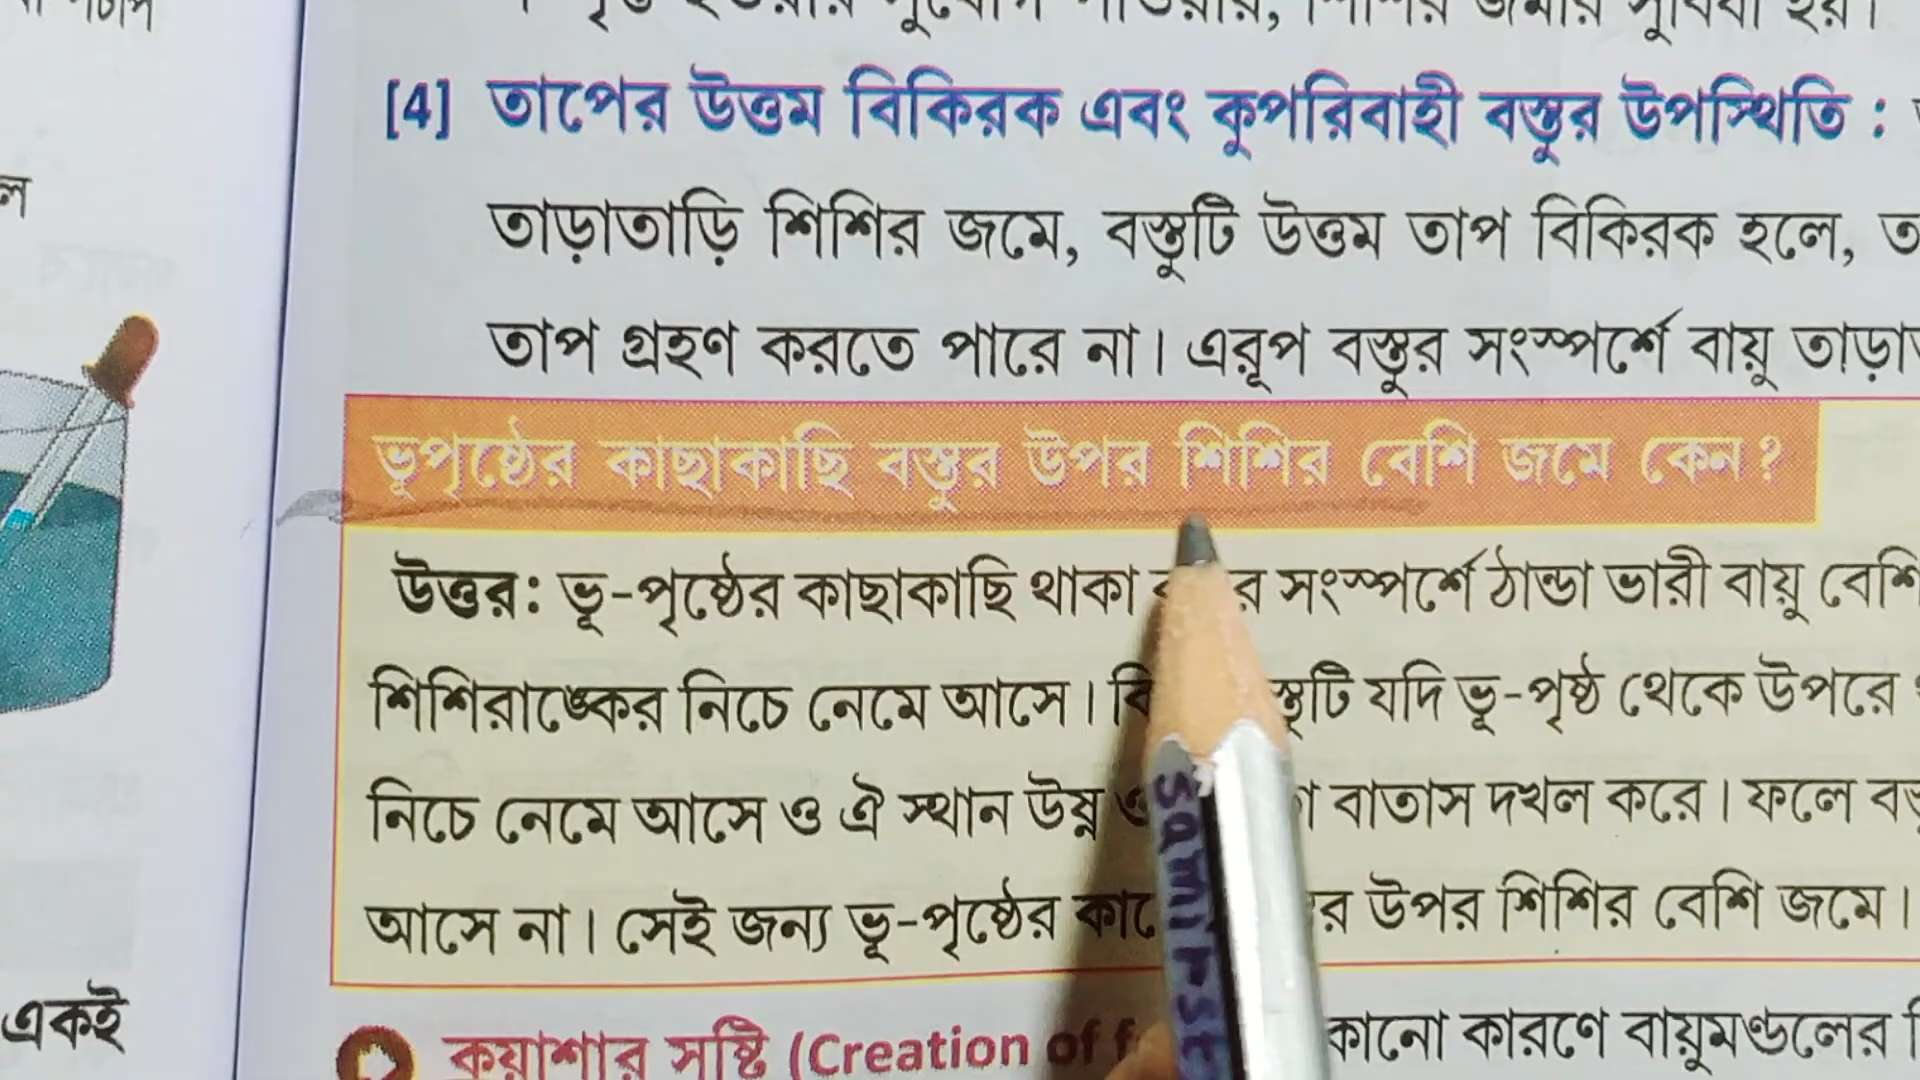 [4] তাপের উত্তম বিকিরক এবং কুপরিবাহী বস্তুর উপস্থিতি :
তাড়াতাড়ি শিশির জমে, বস্তুটি উত্তম তাপ বিকিরক হলে,
তাপ গ্রহণ করতে পারে না। এরূপ বস্তুর সংস্পর্শে বায়ু
ভূপৃষ্ঠের কাছাকাছি বস্তুর উপর শিশির বেশি জমে কেন?
উত্তর: ভূ-পৃষ্ঠের কাছাকাছি থাকা সংস্পর্শে ঠান্ডা ভারী বায়ু বেশি
শিশিরাঙ্কের নিচে নেমে আসে। যদি ভূ-পৃষ্ঠ থেকে উপরে
নিচে নেমে আসে ও ঐ স্থান উষ্ণ বাতাস দখল করে। ফলে
আসে না। সেই জন্য ভূ-পৃষ্ঠের উপর শিশির বেশি জমে।
কুয়াশার সৃষ্টি (Creation of কারণে বায়ুমণ্ডলের
একই
samir